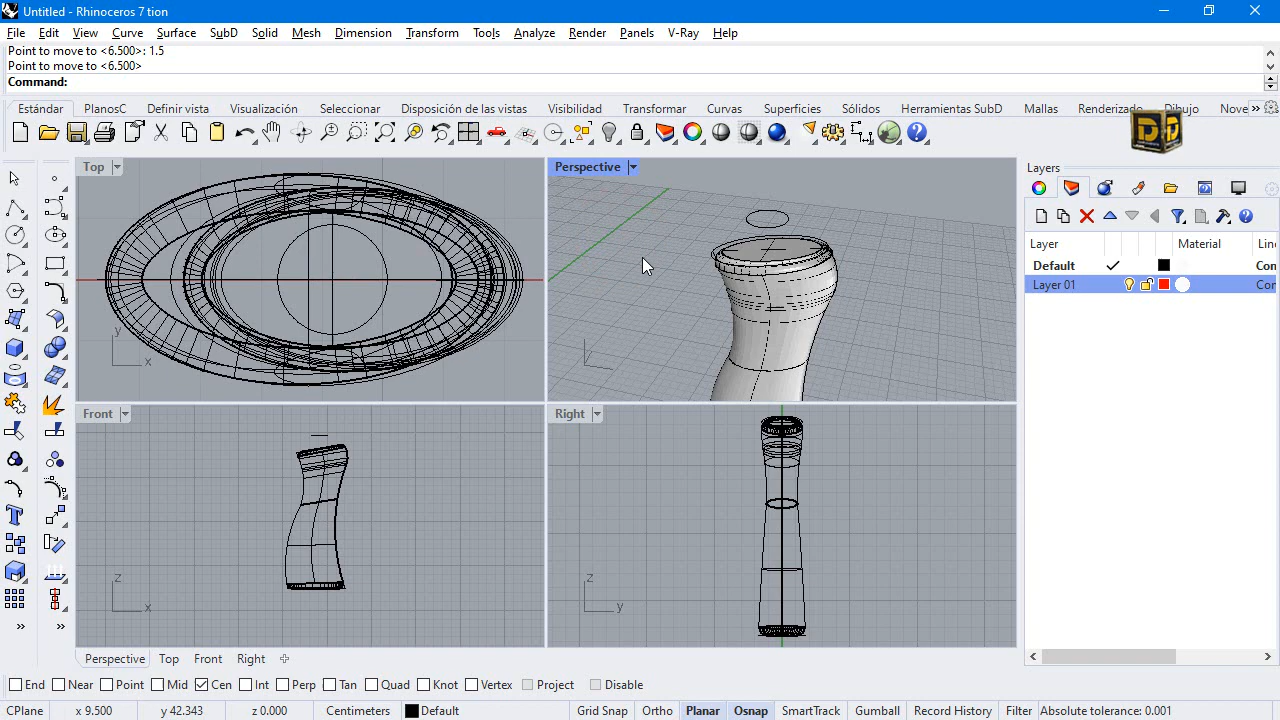 Untitled - Rhinoceros 7 tion
File Edit View Curve Surface SubD Solid Mesh Dimension Transform Tools Analyze Render Panels V-Ray Help
Point to move to <6.500>: 1.5
Point to move to <6.500>
Command:
Estándar PlanosC Definir vista Visualización Seleccionar Disposición de las vistas Visibilidad Transformar Curvas Superficies Sólidos Herramientas SubD Mallas Renderizado Dibujo Nove
Top
Perspective
Layers
Layer Material Line
Default Con
Layer 01 Con
y
x
Front
Right
z
x
z
y
Perspective Top Front Right
End Near Point Mid Cen Int Perp Tan Quad Knot Vertex Project Disable
CPlane x 9.500 y 42.343 z 0.000 Centimeters Default Grid Snap Ortho Planar Osnap SmartTrack Gumball Record History Filter Absolute tolerance: 0.001